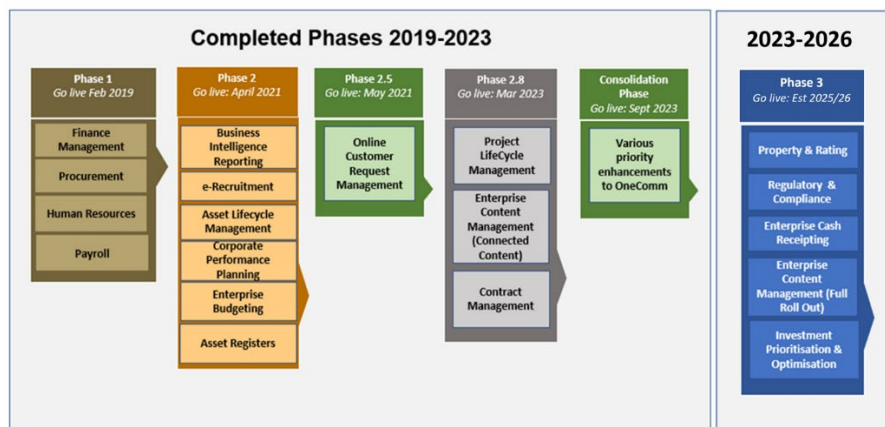 Completed Phases 2019-2023
Phase 1
Go live Feb 2019
Finance
Management
Procurement
Human Resources
Payroll
Phase 2
Go live: April 2021
Business
Intelligence
Reporting
e-Recruitment
Asset Lifecycle
Management
Corporate
Performance
Planning
Enterprise
Budgeting
Asset Registers
Phase 2.5
Go live: May 2021
Online
Customer
Request
Management
Phase 2.8
Go live: Mar 2023
Project
LifeCycle
Management
Enterprise
Content
Management
(Connected
Content)
Contract
Management
Consolidation
Phase
Go live: Sept 2023
Various
priority
enhancements
to OneComm
2023-2026
Phase 3
Go live: Est 2025/26
Property & Rating
Regulatory &
Compliance
Enterprise Cash
Receipting
Enterprise
Content
Management (Full
Roll Out)
Investment
Prioritisation &
Optimisation